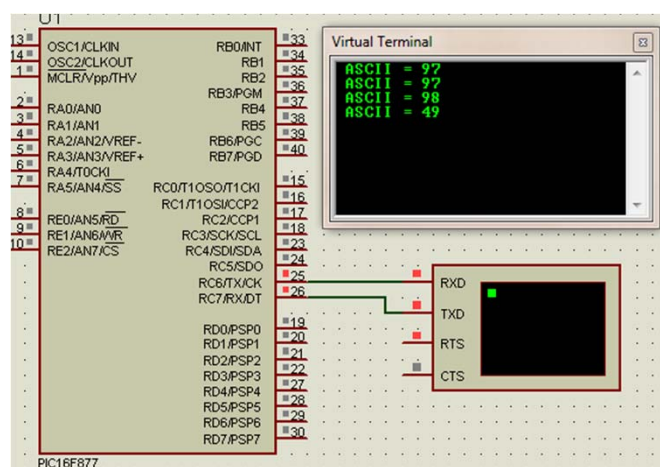 U1
13 OSC1/CLKIN RB0/INT 33
14 OSC2/CLKOUT RB1 34
1 MCLR/Vpp/THV RB2 35
RB3/PGM 36
2 RA0/AN0 RB4 37
3 RA1/AN1 RB5 38
4 RA2/AN2/VREF- RB6/PGC 39
5 RA3/AN3/VREF+ RB7/PGD 40
6 RA4/T0CKI
7 RA5/AN4/SS RC0/T1OSO/T1CKI 15
RC1/T1OSI/CCP2 16
8 RE0/AN5/RD RC2/CCP1 17
9 RE1/AN6/WR RC3/SCK/SCL 18
10 RE2/AN7/CS RC4/SDI/SDA 23
RC5/SDO 24
RC6/TX/CK 25
RC7/RX/DT 26
RD0/PSP0 19
RD1/PSP1 20
RD2/PSP2 21
RD3/PSP3 22
RD4/PSP4 27
RD5/PSP5 28
RD6/PSP6 29
RD7/PSP7 30
PIC16F877
Virtual Terminal
ASCII = 97
ASCII = 97
ASCII = 98
ASCII = 49
RXD
TXD
RTS
CTS